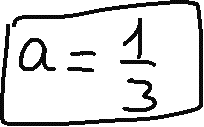 a = 1/3